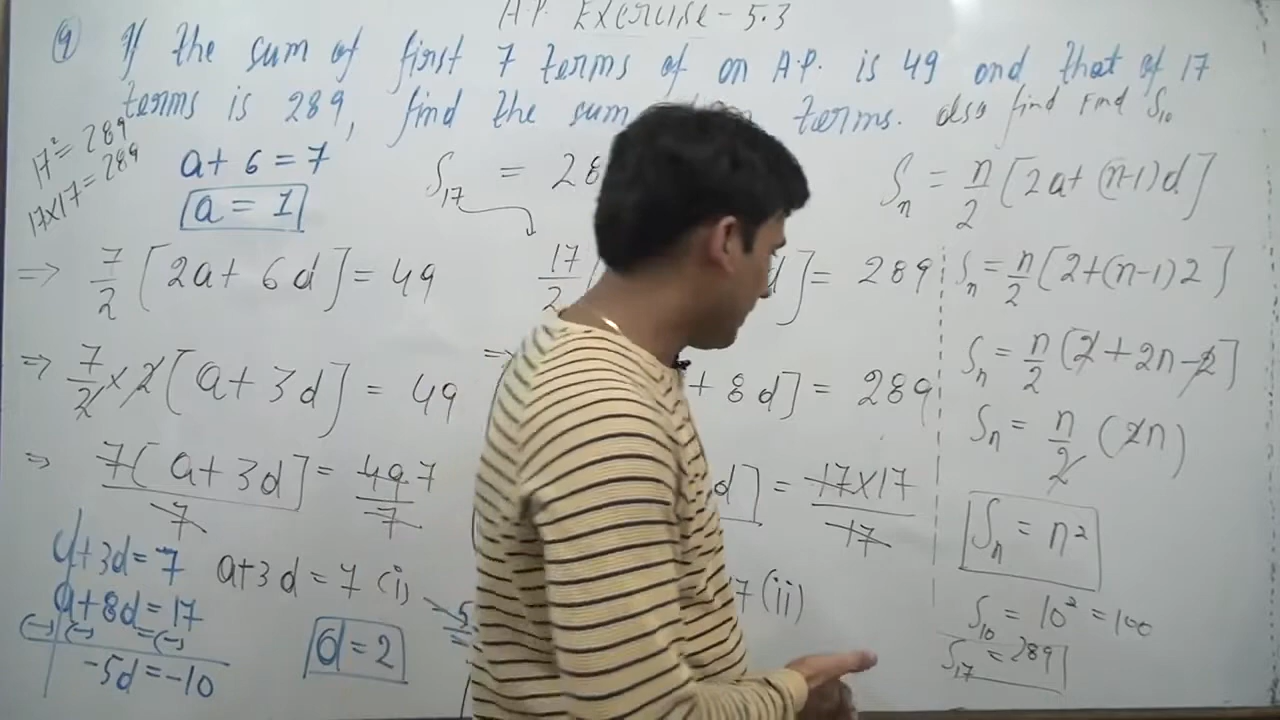 A.P. Exercise - 5.3
9 If the sum of first 7 terms of an A.P. is 49 and that of 17
terms is 289, find the sum terms. also find Find S₁₀
17² = 289
17×17 = 289
a + 6 = 7
a = 1
=> 7/2 [2a + 6d] = 49
=> 7/2 × 2 [a + 3d] = 49
=> 7[a + 3d]/7 = 49 7/7
a + 3d = 7 (i)
a + 3d = 7
a + 8d = 17
(-) (-) = (-)
-5d = -10
d = 2
S₁₇ = 28
17/2 d] = 289
=> + 8d] = 289
d] = 17×17/17
7 (ii)
Sₙ = n/2 [2a + (n-1)d]
Sₙ = n/2 [2 + (n-1)2]
Sₙ = n/2 [2 + 2n - 2]
Sₙ = n/2 (2n)
Sₙ = n²
S₁₀ = 10² = 100
S₁₇ = 289